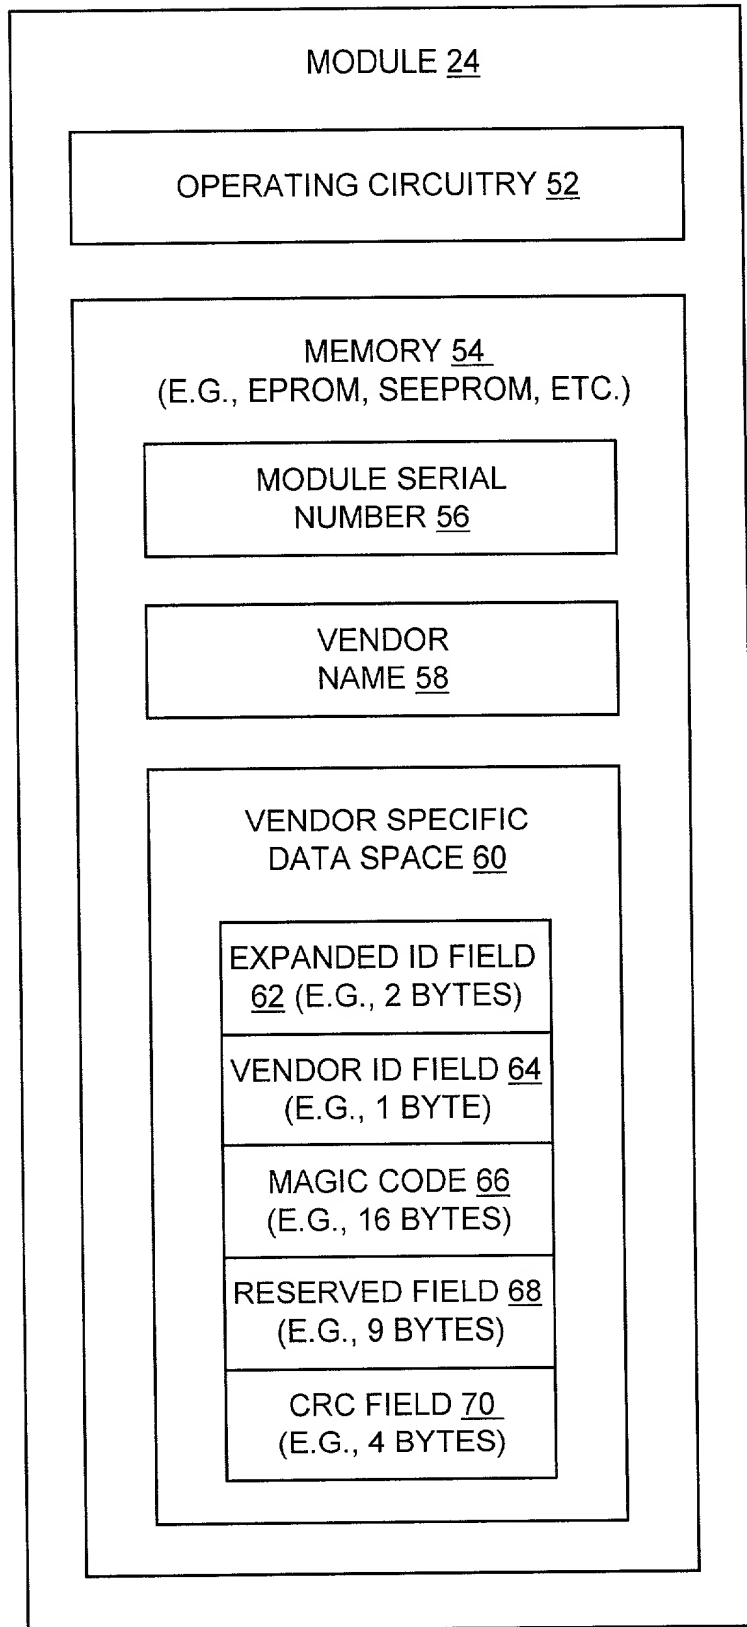 MODULE 24
OPERATING CIRCUITRY 52
MEMORY 54
(E.G., EPROM, SEEPROM, ETC.)
MODULE SERIAL
NUMBER 56
VENDOR
NAME 58
VENDOR SPECIFIC
DATA SPACE 60
EXPANDED ID FIELD
62 (E.G., 2 BYTES)
VENDOR ID FIELD 64
(E.G., 1 BYTE)
MAGIC CODE 66
(E.G., 16 BYTES)
RESERVED FIELD 68
(E.G., 9 BYTES)
CRC FIELD 70
(E.G., 4 BYTES)